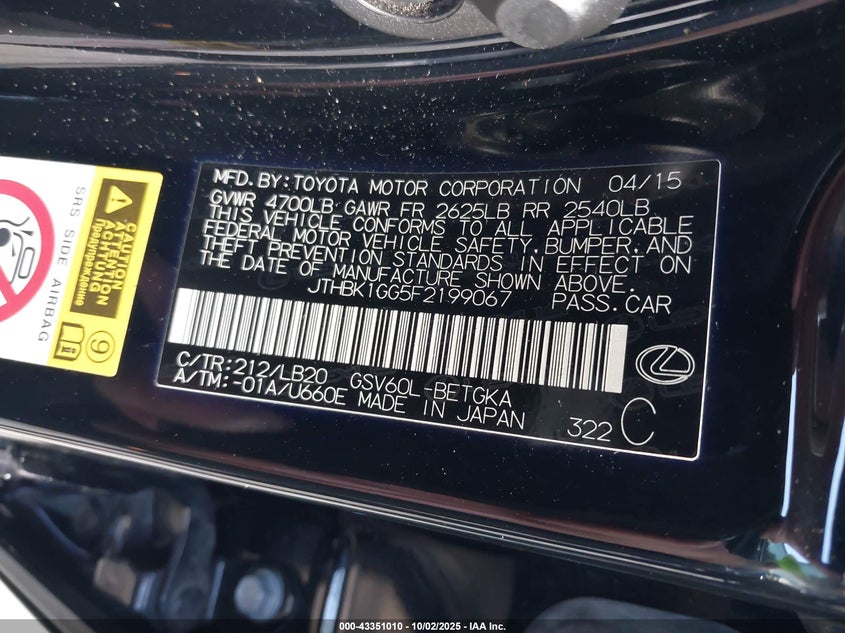 MFD.BY:TOYOTA MOTOR CORPORATION 04/15
GVWR 4700LB GAWR FR 2625LB RR 2540LB
THIS VEHICLE CONFORMS TO ALL APPLICABLE
FEDERAL MOTOR VEHICLE SAFETY,BUMPER,AND
THEFT PREVENTION STANDARDS IN EFFECT ON
THE DATE OF MANUFACTURE SHOWN ABOVE.
JTHBK1GG5F2199067 PASS.CAR
C/TR:212/LB20 GSV60L-BETGKA
A/TM:-01A/U660E MADE IN JAPAN
322 C
SRS SIDE AIRBAG
CAUTION
ATTENTION
ACHTUNG
Предупреждение
9
000-43351010 - 10/02/2025 - IAA Inc.